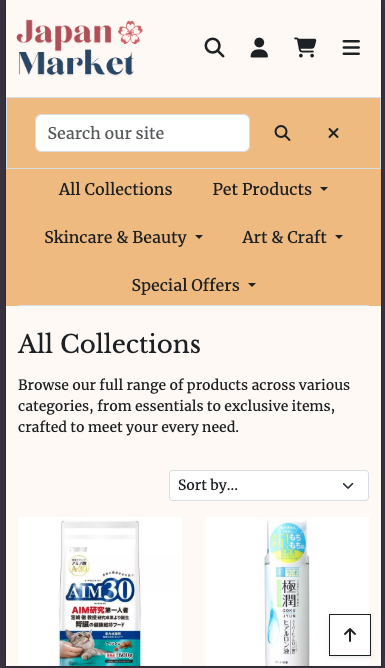 Japan
Market
Search our site
All Collections
Pet Products
Skincare & Beauty
Art & Craft
Special Offers
All Collections
Browse our full range of products across various
categories, from essentials to exclusive items,
crafted to meet your every need.
Sort by...
AIM30
AIM研究第一人者
極潤